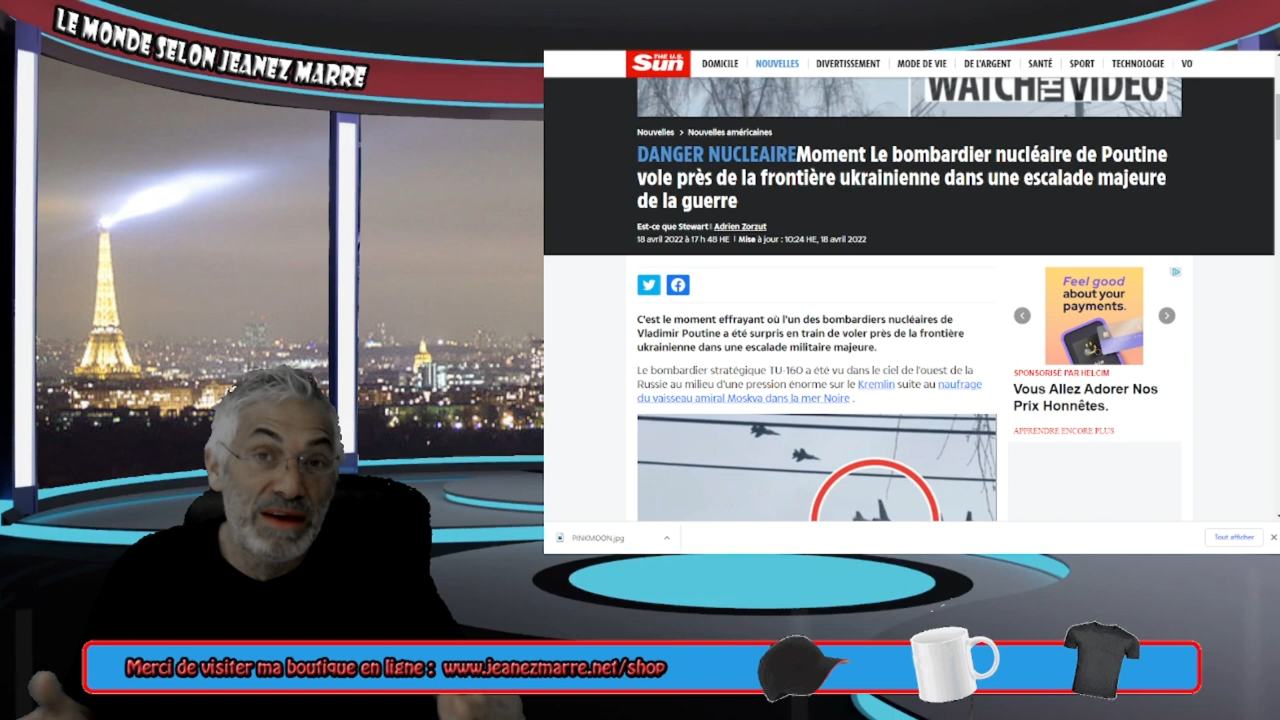 LE MONDE SELON JEANEZ MARRE
THE U.S. Sun
DOMICILE
NOUVELLES
DIVERTISSEMENT
MODE DE VIE
DE L'ARGENT
SANTÉ
SPORT
TECHNOLOGIE
VO
WATCH THE VIDEO
Nouvelles > Nouvelles américaines
DANGER NUCLEAIREMoment Le bombardier nucléaire de Poutine
vole près de la frontière ukrainienne dans une escalade majeure
de la guerre
Est-ce que Stewart| Adrien Zorzut
18 avril 2022 à 17 h 48 HE | Mise à jour : 10:24 HE, 18 avril 2022
C'est le moment effrayant où l'un des bombardiers nucléaires de
Vladimir Poutine a été surpris en train de voler près de la frontière
ukrainienne dans une escalade militaire majeure.
Le bombardier stratégique TU-160 a été vu dans le ciel de l'ouest de la
Russie au milieu d'une pression énorme sur le Kremlin suite au naufrage
du vaisseau amiral Moskva dans la mer Noire .
Feel good
about your
payments.
SPONSORISÉ PAR HELCIM
Vous Allez Adorer Nos
Prix Honnêtes.
APPRENDRE ENCORE PLUS
PINKMOON.jpg
Tout afficher
Merci de visiter ma boutique en ligne : www.jeanezmarre.net/shop